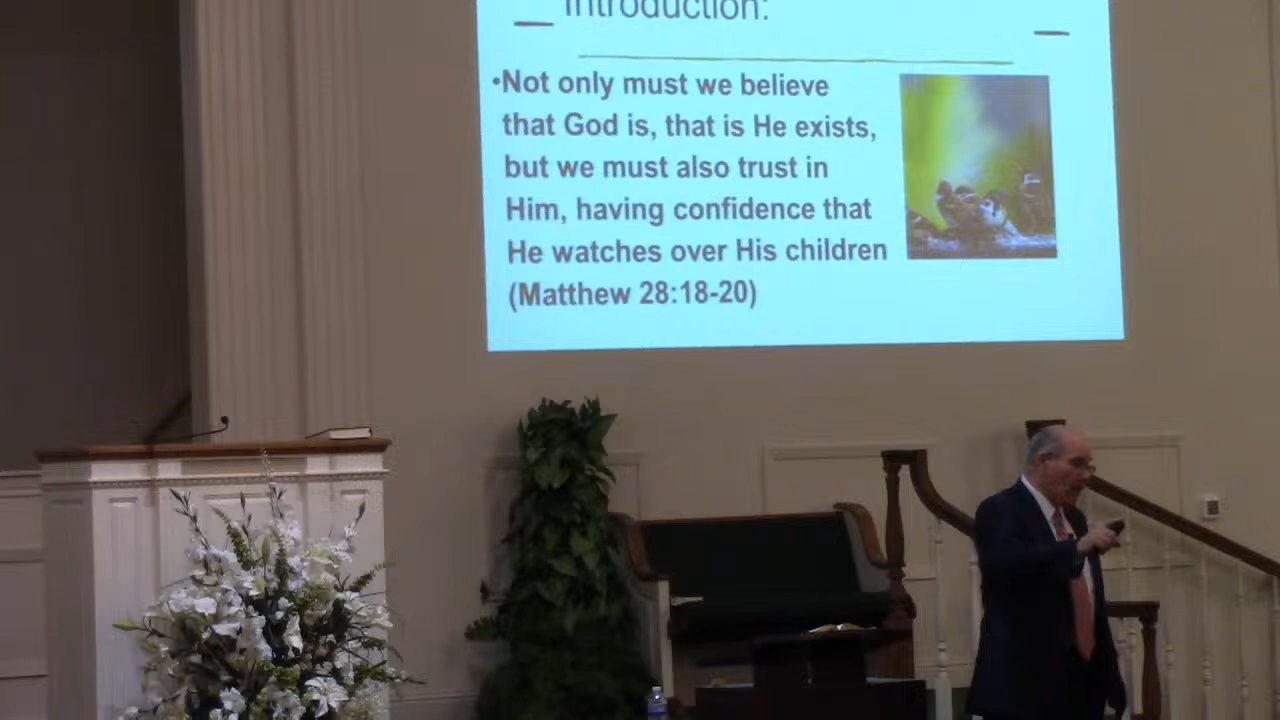 Introduction:
•Not only must we believe
that God is, that is He exists,
but we must also trust in
Him, having confidence that
He watches over His children
(Matthew 28:18-20)